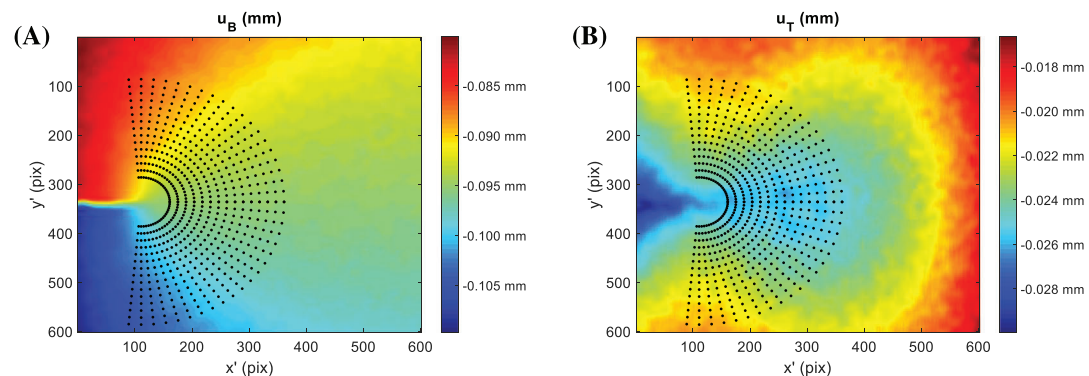 (A)
u_B (mm)
100
200
300
400
500
600
y' (pix)
100 200 300 400 500 600
x' (pix)
-0.085 mm
-0.090 mm
-0.095 mm
-0.100 mm
-0.105 mm
(B)
u_T (mm)
100
200
300
400
500
600
y' (pix)
100 200 300 400 500 600
x' (pix)
-0.018 mm
-0.020 mm
-0.022 mm
-0.024 mm
-0.026 mm
-0.028 mm